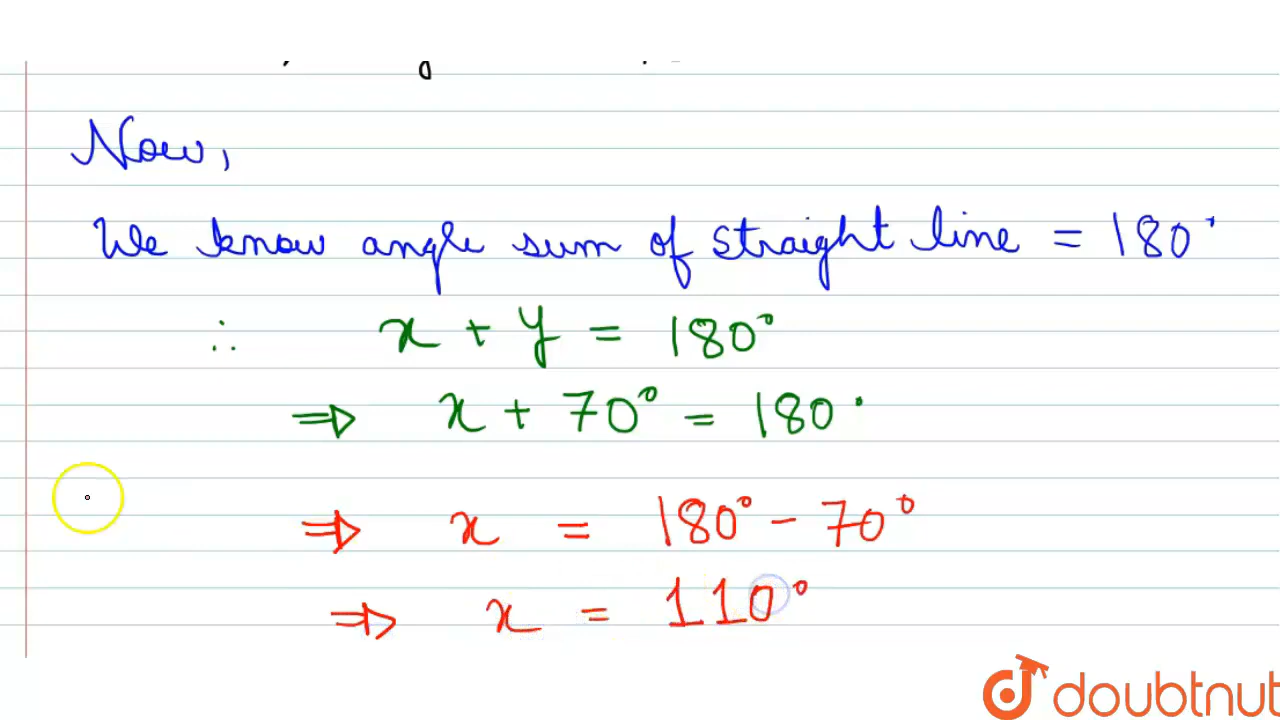 Now,
We know angle sum of straight line = 180°
∴ x + y = 180°
⇒ x + 70° = 180°
⇒ x = 180° - 70°
⇒ x = 110°
doubtnut